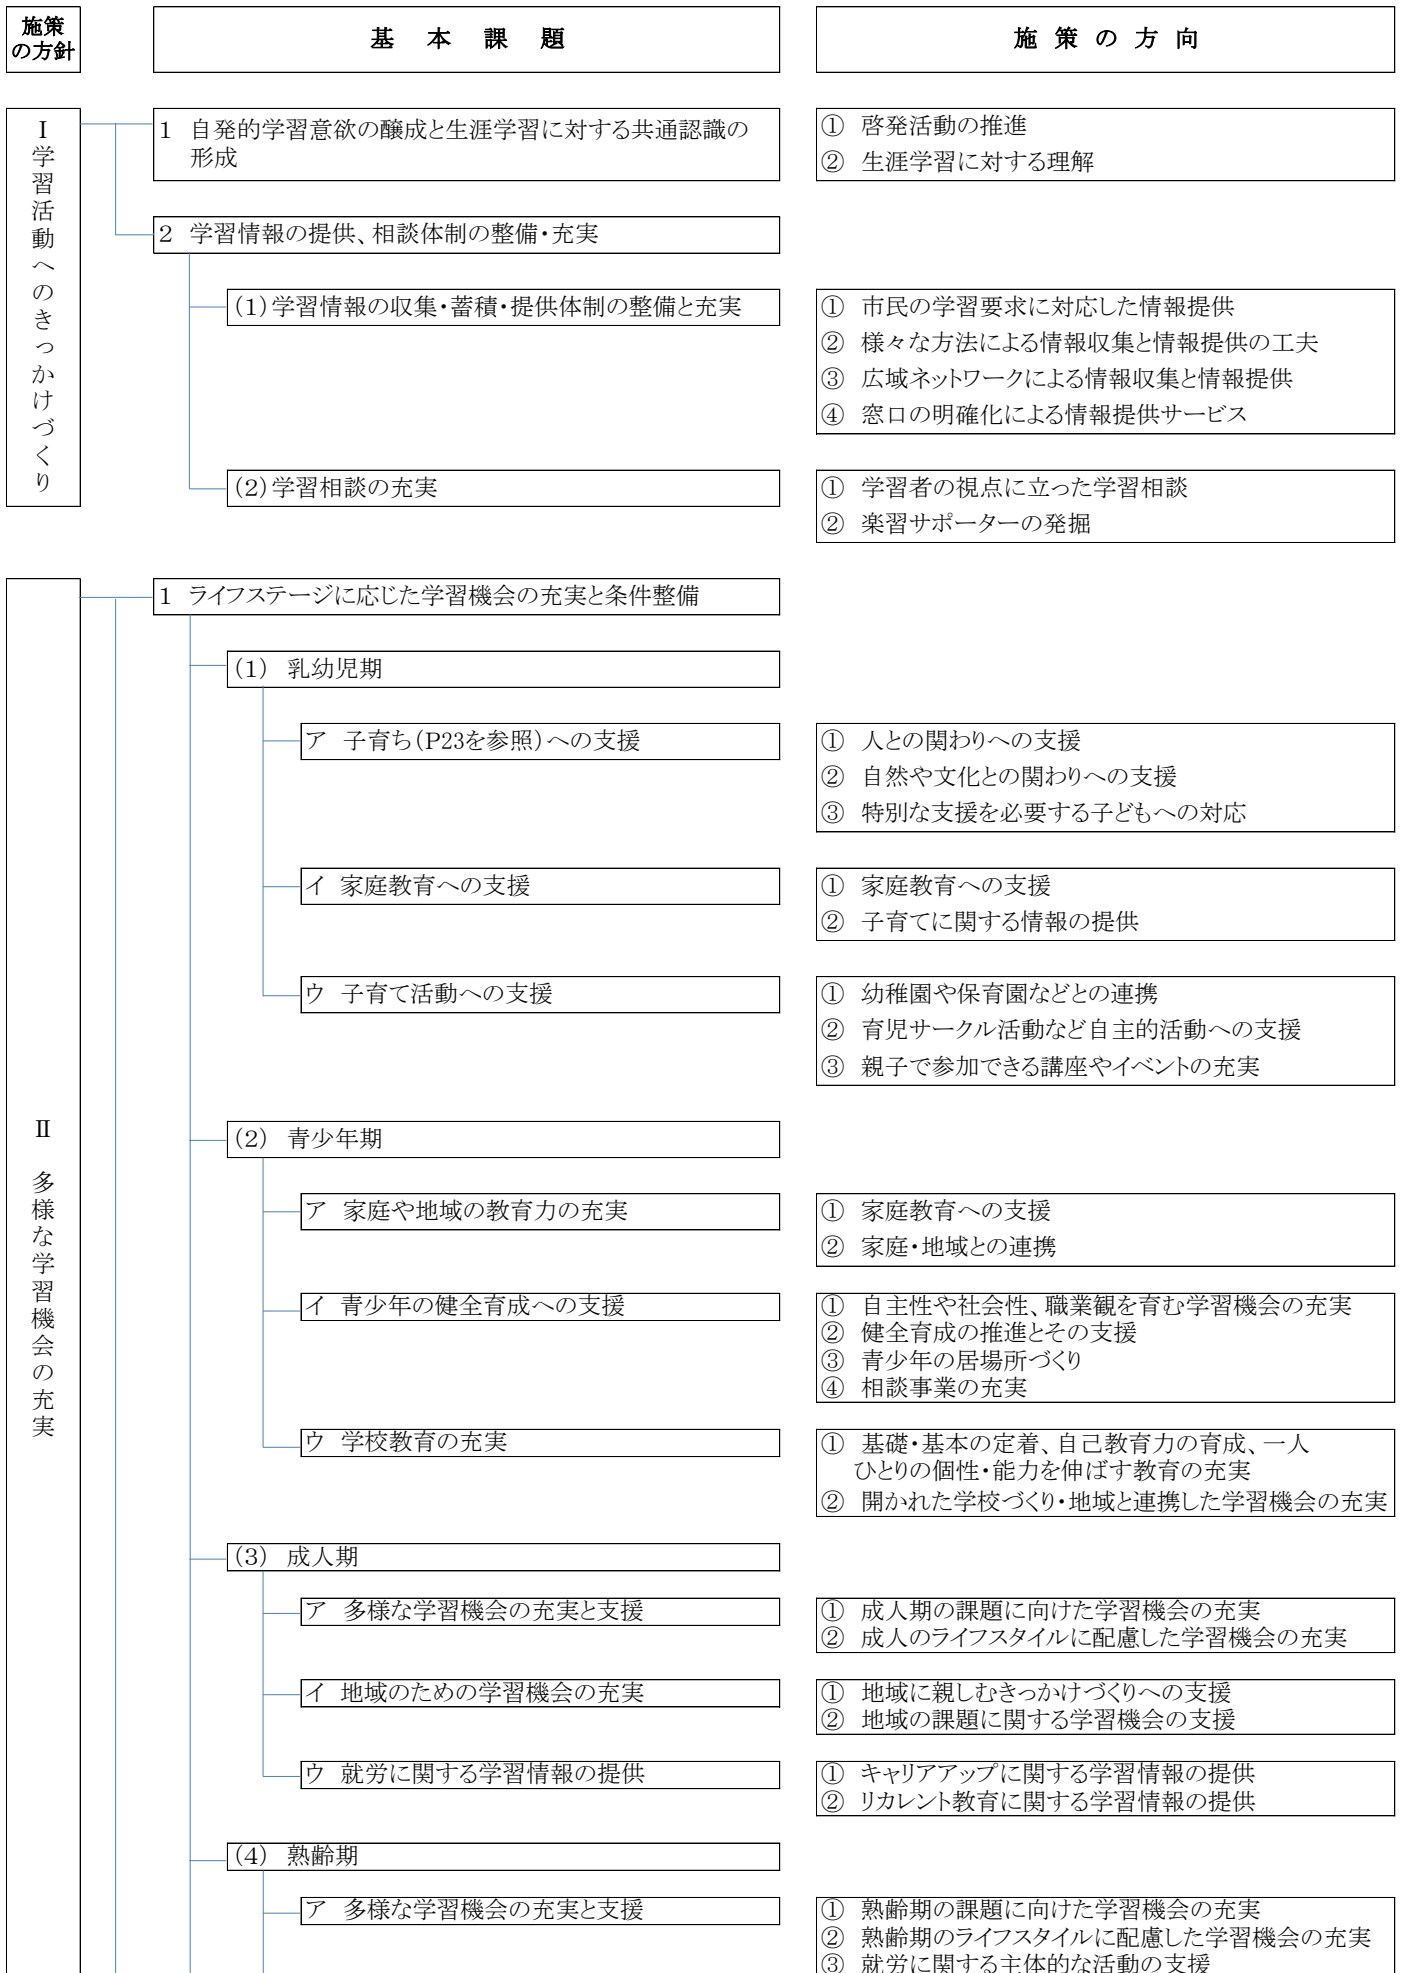 施策
の方針
基本課題
施策の方向
Ⅰ学習活動へのきっかけづくり
1 自発的学習意欲の醸成と生涯学習に対する共通認識の
形成
① 啓発活動の推進
② 生涯学習に対する理解
2 学習情報の提供、相談体制の整備・充実
(1)学習情報の収集・蓄積・提供体制の整備と充実
① 市民の学習要求に対応した情報提供
② 様々な方法による情報収集と情報提供の工夫
③ 広域ネットワークによる情報収集と情報提供
④ 窓口の明確化による情報提供サービス
(2)学習相談の充実
① 学習者の視点に立った学習相談
② 楽習サポーターの発掘
Ⅱ 多様な学習機会の充実
1 ライフステージに応じた学習機会の充実と条件整備
(1) 乳幼児期
ア 子育ち(P23を参照)への支援
① 人との関わりへの支援
② 自然や文化との関わりへの支援
③ 特別な支援を必要する子どもへの対応
イ 家庭教育への支援
① 家庭教育への支援
② 子育てに関する情報の提供
ウ 子育て活動への支援
① 幼稚園や保育園などとの連携
② 育児サークル活動など自主的活動への支援
③ 親子で参加できる講座やイベントの充実
(2) 青少年期
ア 家庭や地域の教育力の充実
① 家庭教育への支援
② 家庭・地域との連携
イ 青少年の健全育成への支援
① 自主性や社会性、職業観を育む学習機会の充実
② 健全育成の推進とその支援
③ 青少年の居場所づくり
④ 相談事業の充実
ウ 学校教育の充実
① 基礎・基本の定着、自己教育力の育成、一人
ひとりの個性・能力を伸ばす教育の充実
② 開かれた学校づくり・地域と連携した学習機会の充実
(3) 成人期
ア 多様な学習機会の充実と支援
① 成人期の課題に向けた学習機会の充実
② 成人のライフスタイルに配慮した学習機会の充実
イ 地域のための学習機会の充実
① 地域に親しむきっかけづくりへの支援
② 地域の課題に関する学習機会の支援
ウ 就労に関する学習情報の提供
① キャリアアップに関する学習情報の提供
② リカレント教育に関する学習情報の提供
(4) 熟齢期
ア 多様な学習機会の充実と支援
① 熟齢期の課題に向けた学習機会の充実
② 熟齢期のライフスタイルに配慮した学習機会の充実
③ 就労に関する主体的な活動の支援